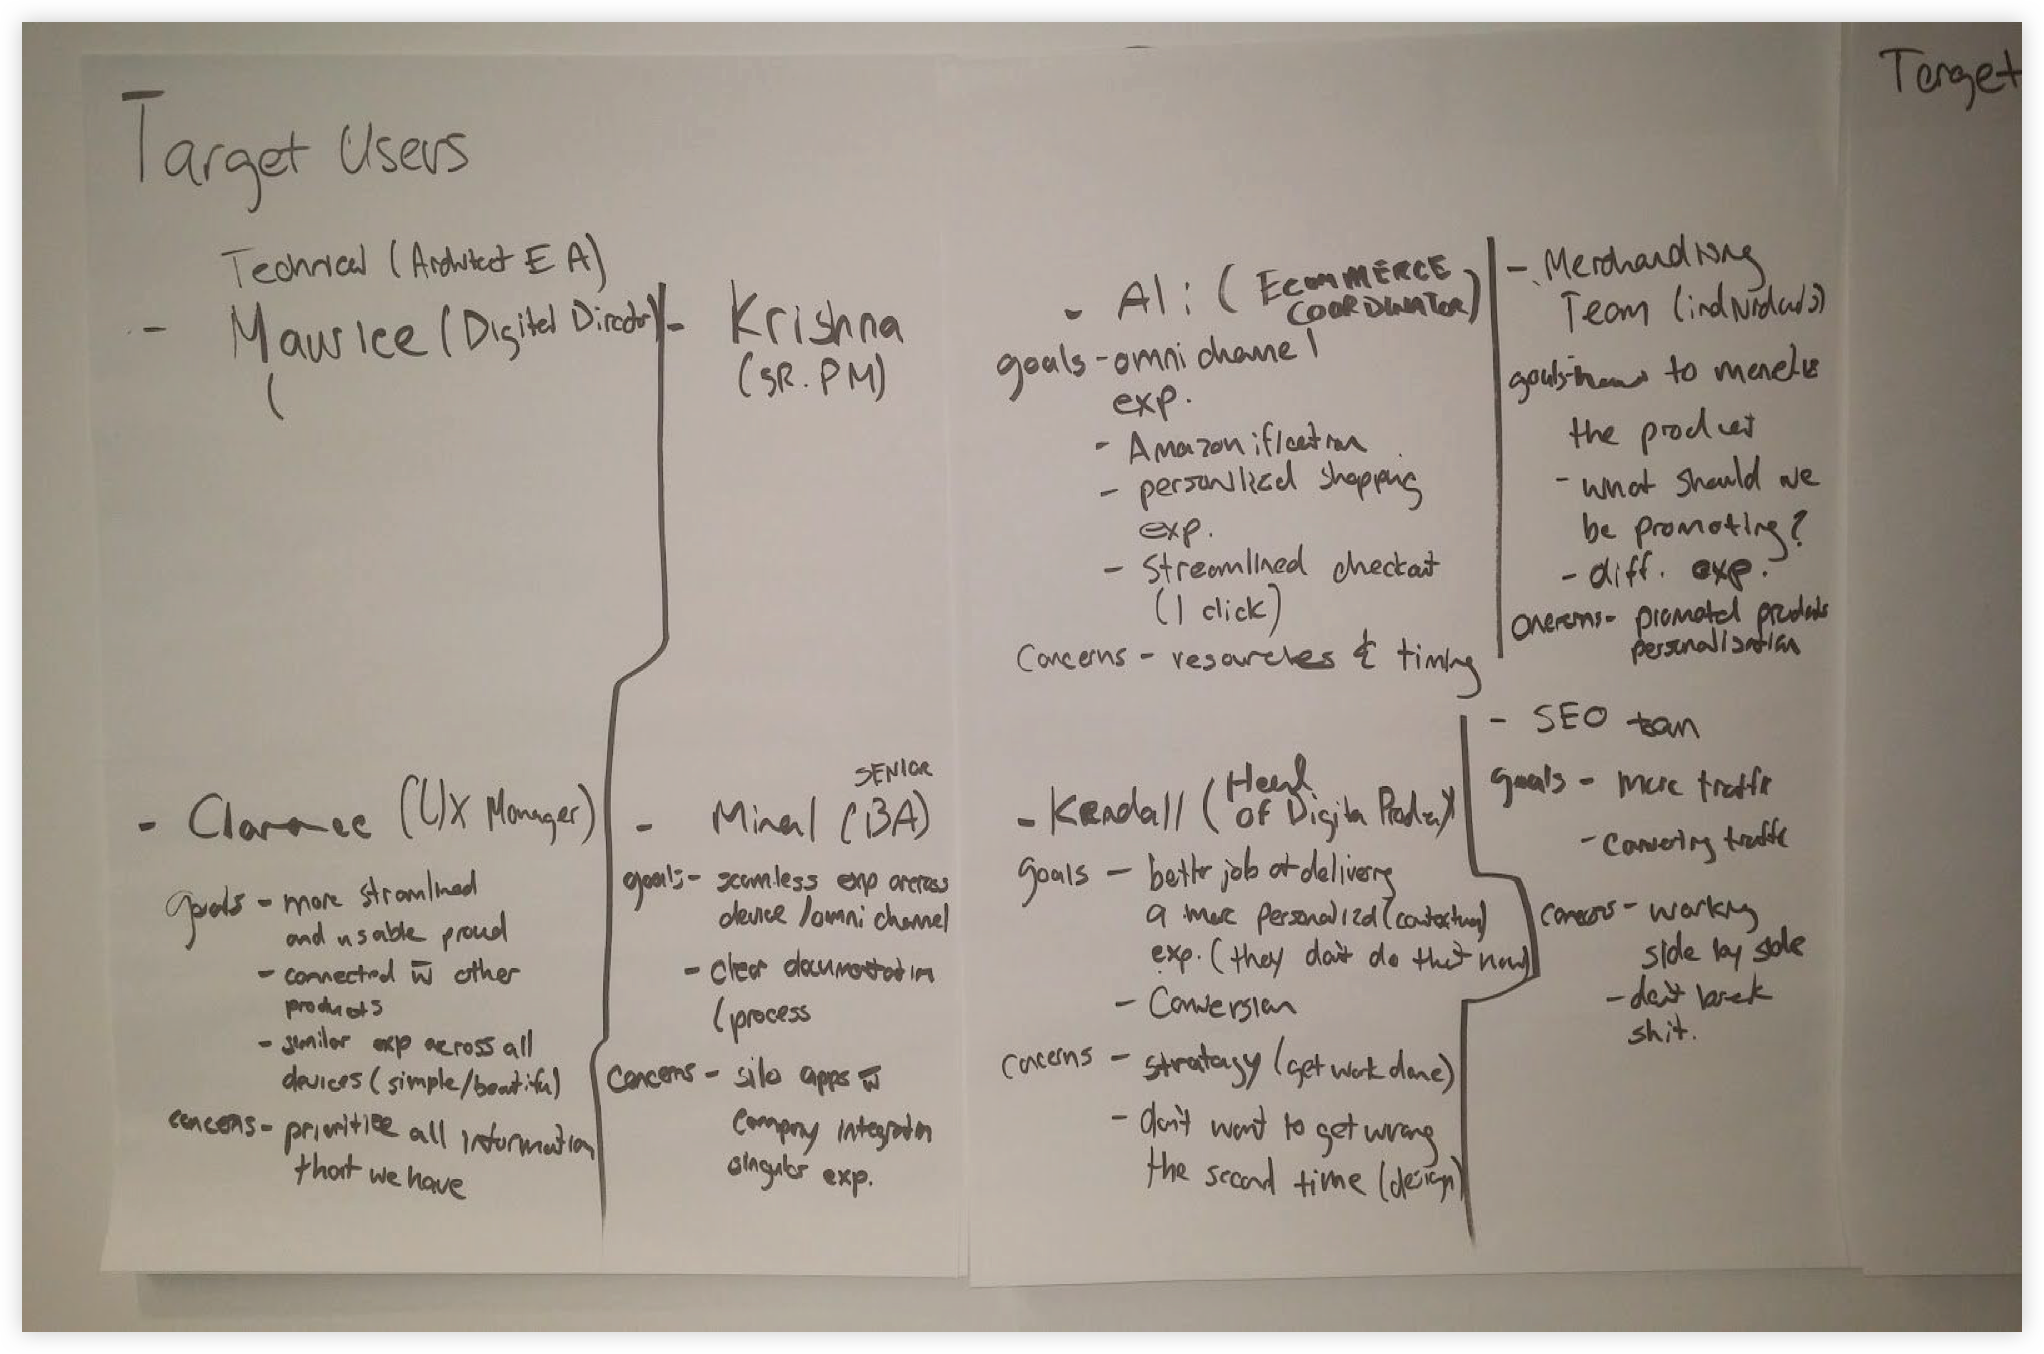 Target Users
Technical (Architect E A)
- Maurice (Digital Director)
(
- Krishna
(SR. PM)
- Clarence (UX Manager)
goals - more stramlined
and usable proud
- connected w̅ other
products
- similar exp across all
devices (simple/beautiful)
concerns - prioritize all information
that we have
SENIOR
- Minal (BA)
goals - seamless exp across
device / omni channel
- clear documentation
(process
concerns - silo apps w̅
company integration
singular exp.
- Al: (ECOMMERCE
COORDINATOR)
goals - omni channel
exp.
- Amazonification
- personlized shopping
exp.
- Streamlined checkout
(1 click)
Concerns - resources & timing
- Kendall (Head
of Digital Product)
goals - better job at delivering
a more personalized (contextual)
exp. (they don't do that now)
- Conversion
concerns - strategy (get work done)
- don't want to get wrong
the second time (design)
- Merchandising
Team (individuals)
goals - to monetize
the product
- what should we
be promoting?
- diff. exp.
concerns - promoted products
personalization
- SEO team
goals - more traffic
- converting traffic
concerns - working
side by side
- don't break
shit.
Target